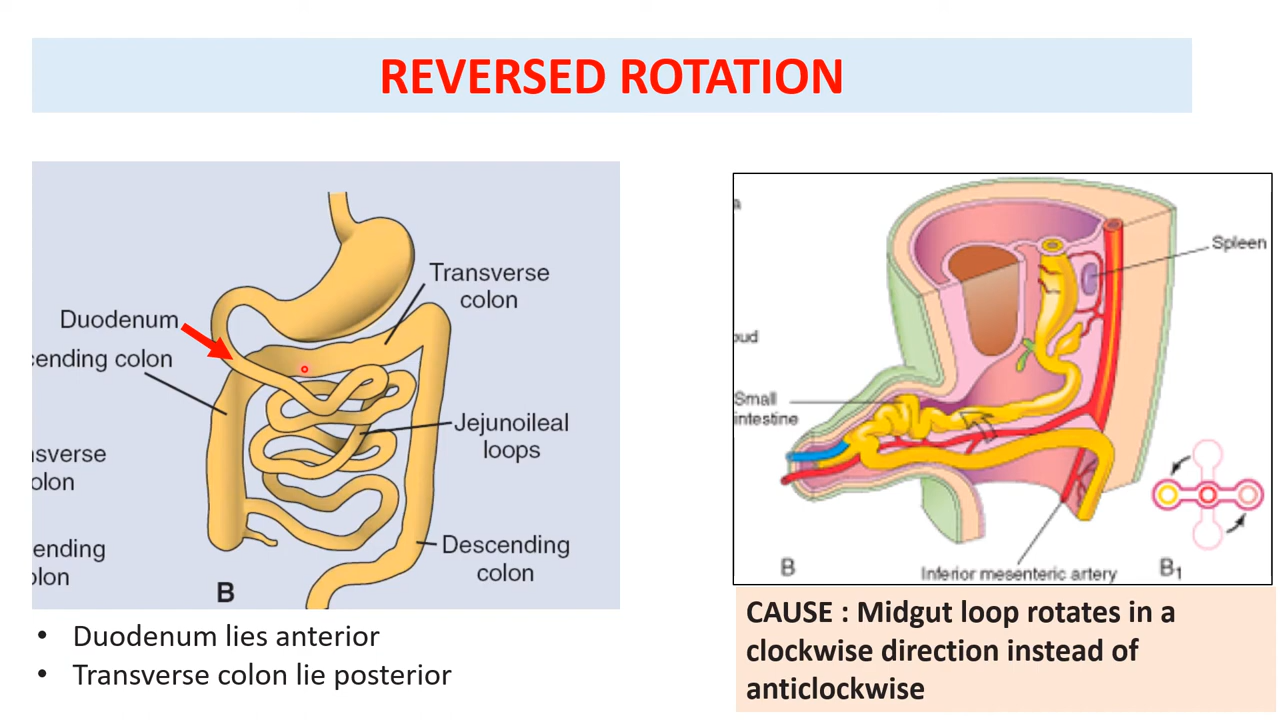 REVERSED ROTATION
Transverse
colon
Duodenum
cending colon
Jejunoileal
loops
nsverse
olon
ending
olon
Descending
colon
B
• Duodenum lies anterior
• Transverse colon lie posterior
a
Spleen
oud
Small
intestine
B
Inferior mesenteric artery
B1
CAUSE : Midgut loop rotates in a
clockwise direction instead of
anticlockwise